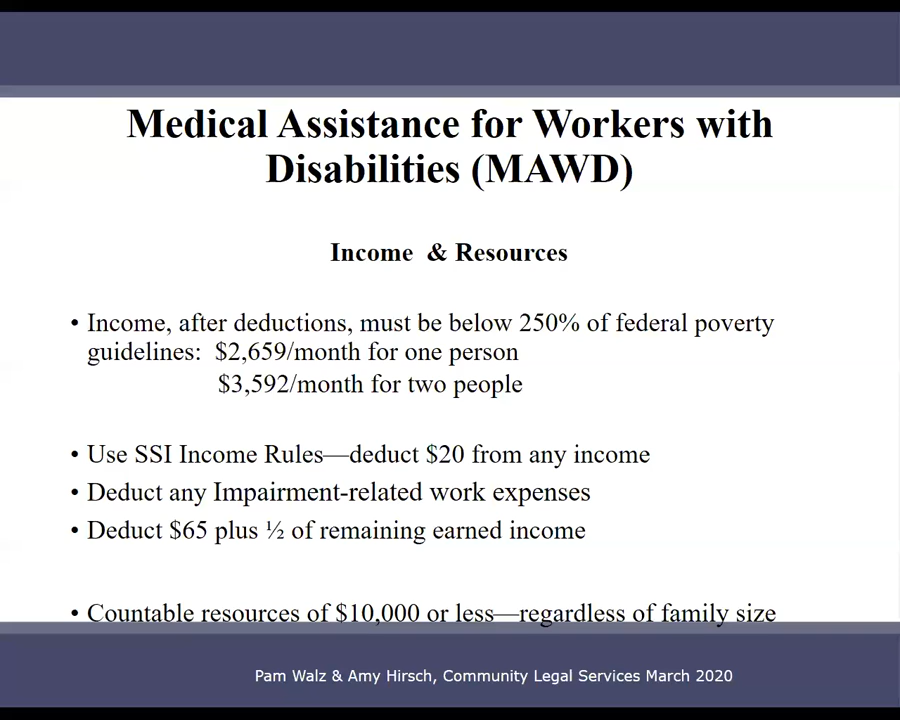 Medical Assistance for Workers with
Disabilities (MAWD)
Income & Resources
• Income, after deductions, must be below 250% of federal poverty
guidelines: $2,659/month for one person
$3,592/month for two people
• Use SSI Income Rules—deduct $20 from any income
• Deduct any Impairment-related work expenses
• Deduct $65 plus ½ of remaining earned income
• Countable resources of $10,000 or less—regardless of family size
Pam Walz & Amy Hirsch, Community Legal Services March 2020